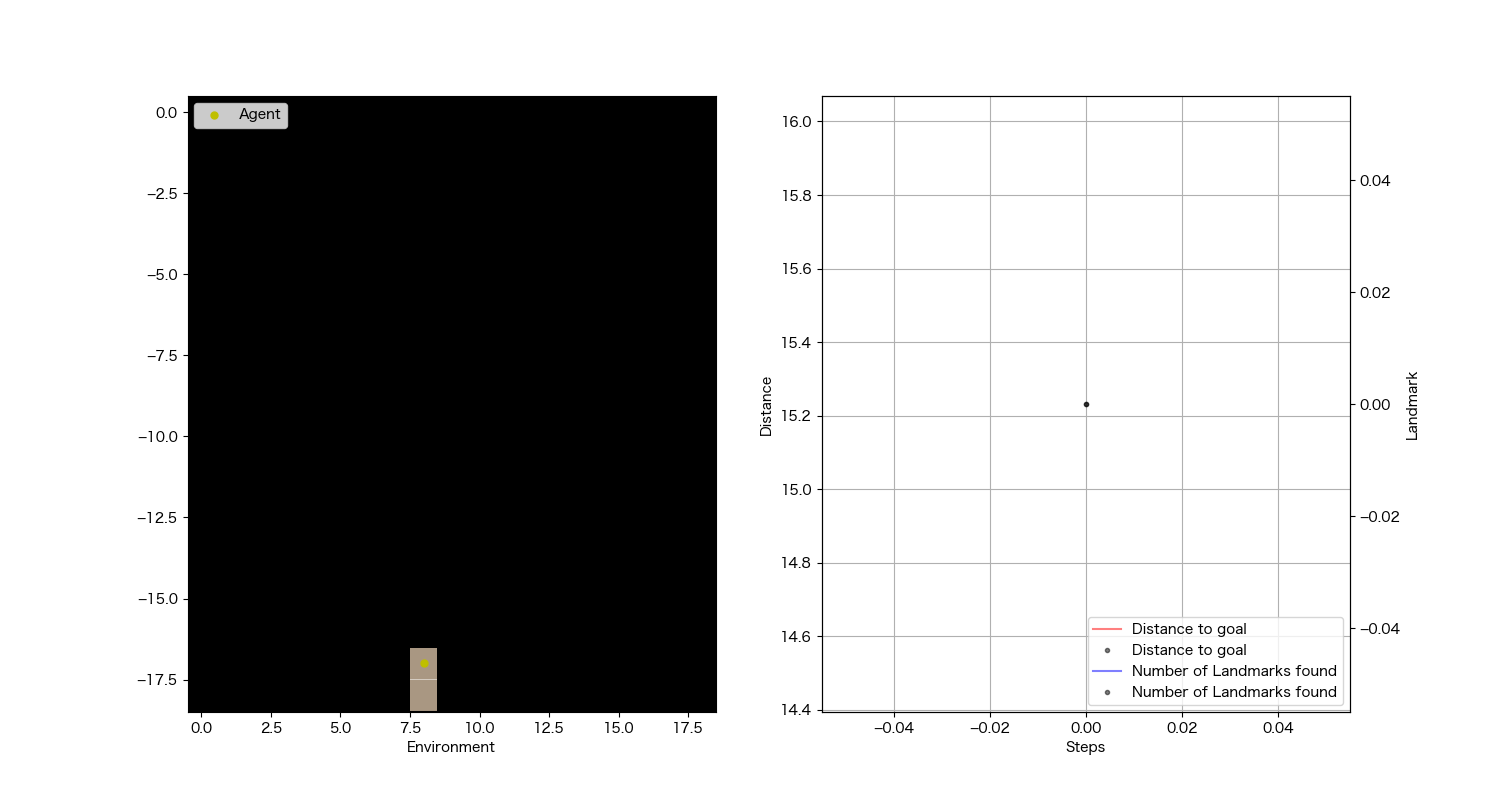 0.0
−2.5
−5.0
−7.5
−10.0
−12.5
−15.0
−17.5
Agent
0.0 2.5 5.0 7.5 10.0 12.5 15.0 17.5
Environment
16.0
15.8
15.6
15.4
15.2
15.0
14.8
14.6
14.4
Distance
Distance to goal
Distance to goal
Number of Landmarks found
Number of Landmarks found
−0.04 −0.02 0.00 0.02 0.04
Steps
0.04
0.02
0.00
−0.02
−0.04
Landmark